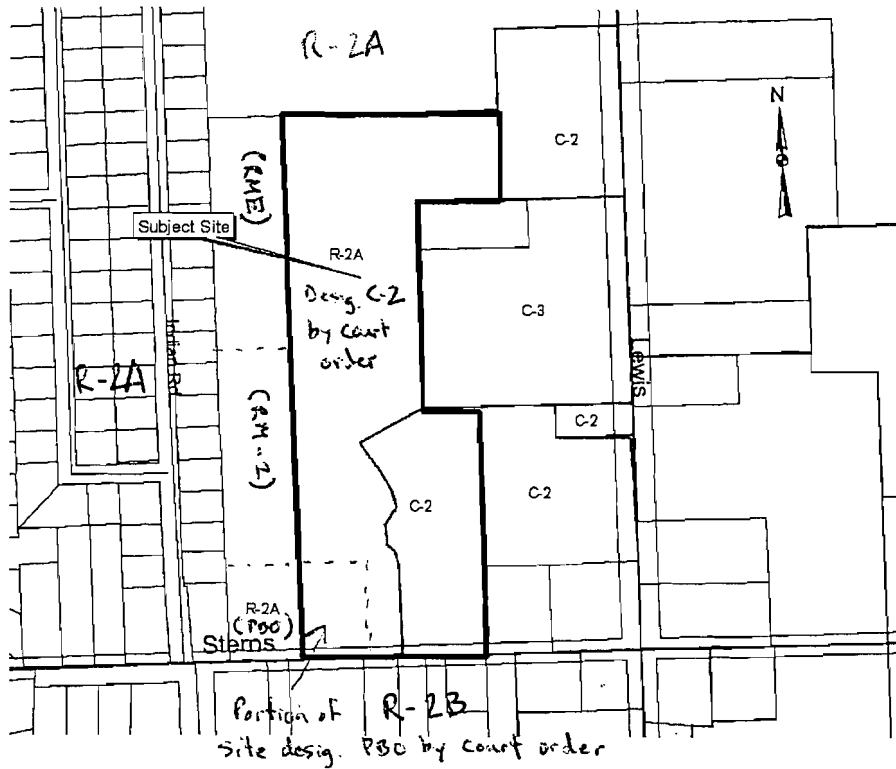 R-2A
N
C-2
(RME)
Subject Site
R-2A
Desig. C-2
by court
order
C-3
Indian Rd
R-2A
Lewis
(RM-2)
C-2
C-2
C-2
R-2A
(PBO)
Sterns
Portion of
R-2B
site desig. PBO by court order